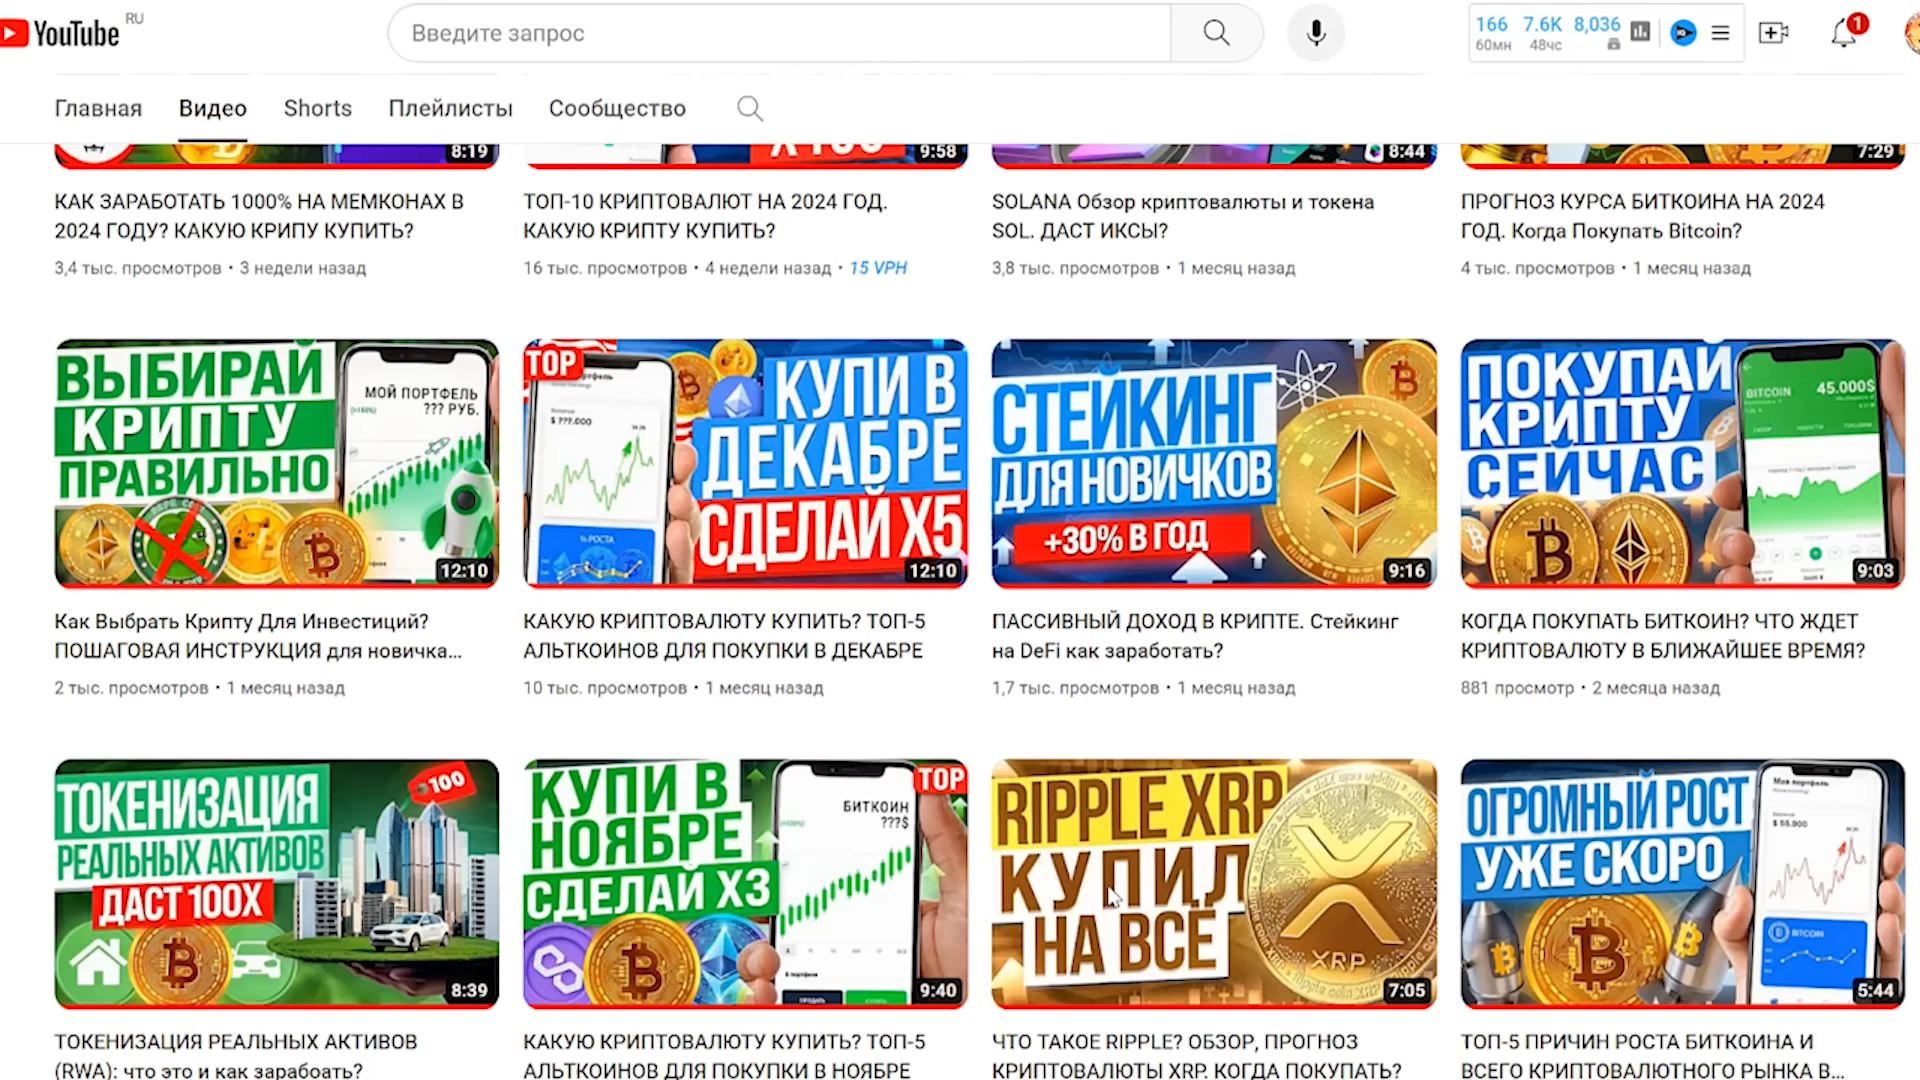 YouTube RU
Введите запрос
166 7.6K 8,036
60мн 48чс
1
Главная Видео Shorts Плейлисты Сообщество
8:19
9:58
8:44
7:29
КАК ЗАРАБОТАТЬ 1000% НА МЕМКОНАХ В
2024 ГОДУ? КАКУЮ КРИПУ КУПИТЬ?
3,4 тыс. просмотров • 3 недели назад
ТОП-10 КРИПТОВАЛЮТ НА 2024 ГОД.
КАКУЮ КРИПТУ КУПИТЬ?
16 тыс. просмотров • 4 недели назад • 15 VPH
SOLANA Обзор криптовалюты и токена
SOL. ДАСТ ИКСЫ?
3,8 тыс. просмотров • 1 месяц назад
ПРОГНОЗ КУРСА БИТКОИНА НА 2024
ГОД. Когда Покупать Bitcoin?
4 тыс. просмотров • 1 месяц назад
ВЫБИРАЙ
КРИПТУ
ПРАВИЛЬНО
МОЙ ПОРТФЕЛЬ
??? РУБ.
12:10
TOP
$ ???.000
% РОСТА
КУПИ В
ДЕКАБРЕ
СДЕЛАЙ X5
12:10
СТЕЙКИНГ
ДЛЯ НОВИЧКОВ
+30% В ГОД
9:16
ПОКУПАЙ
КРИПТУ
СЕЙЧАС
BITCOIN 45.000$
9:03
Как Выбрать Крипту Для Инвестиций?
ПОШАГОВАЯ ИНСТРУКЦИЯ для новичка...
2 тыс. просмотров • 1 месяц назад
КАКУЮ КРИПТОВАЛЮТУ КУПИТЬ? ТОП-5
АЛЬТКОИНОВ ДЛЯ ПОКУПКИ В ДЕКАБРЕ
10 тыс. просмотров • 1 месяц назад
ПАССИВНЫЙ ДОХОД В КРИПТЕ. Стейкинг
на DeFi как заработать?
1,7 тыс. просмотров • 1 месяц назад
КОГДА ПОКУПАТЬ БИТКОИН? ЧТО ЖДЕТ
КРИПТОВАЛЮТУ В БЛИЖАЙШЕЕ ВРЕМЯ?
881 просмотр • 2 месяца назад
ТОКЕНИЗАЦИЯ
РЕАЛЬНЫХ АКТИВОВ
ДАСТ 100X
100
8:39
КУПИ В
НОЯБРЕ
СДЕЛАЙ X3
БИТКОИН
???$
TOP
9:40
RIPPLE XRP
КУПИЛ
НА ВСЁ
XRP
7:05
ОГРОМНЫЙ РОСТ
УЖЕ СКОРО
$ 55.900
BITCOIN
5:44
ТОКЕНИЗАЦИЯ РЕАЛЬНЫХ АКТИВОВ
(RWA): что это и как зарабоать?
КАКУЮ КРИПТОВАЛЮТУ КУПИТЬ? ТОП-5
АЛЬТКОИНОВ ДЛЯ ПОКУПКИ В НОЯБРЕ
ЧТО ТАКОЕ RIPPLE? ОБЗОР, ПРОГНОЗ
КРИПТОВАЛЮТЫ XRP. КОГДА ПОКУПАТЬ?
ТОП-5 ПРИЧИН РОСТА БИТКОИНА И
ВСЕГО КРИПТОВАЛЮТНОГО РЫНКА В...